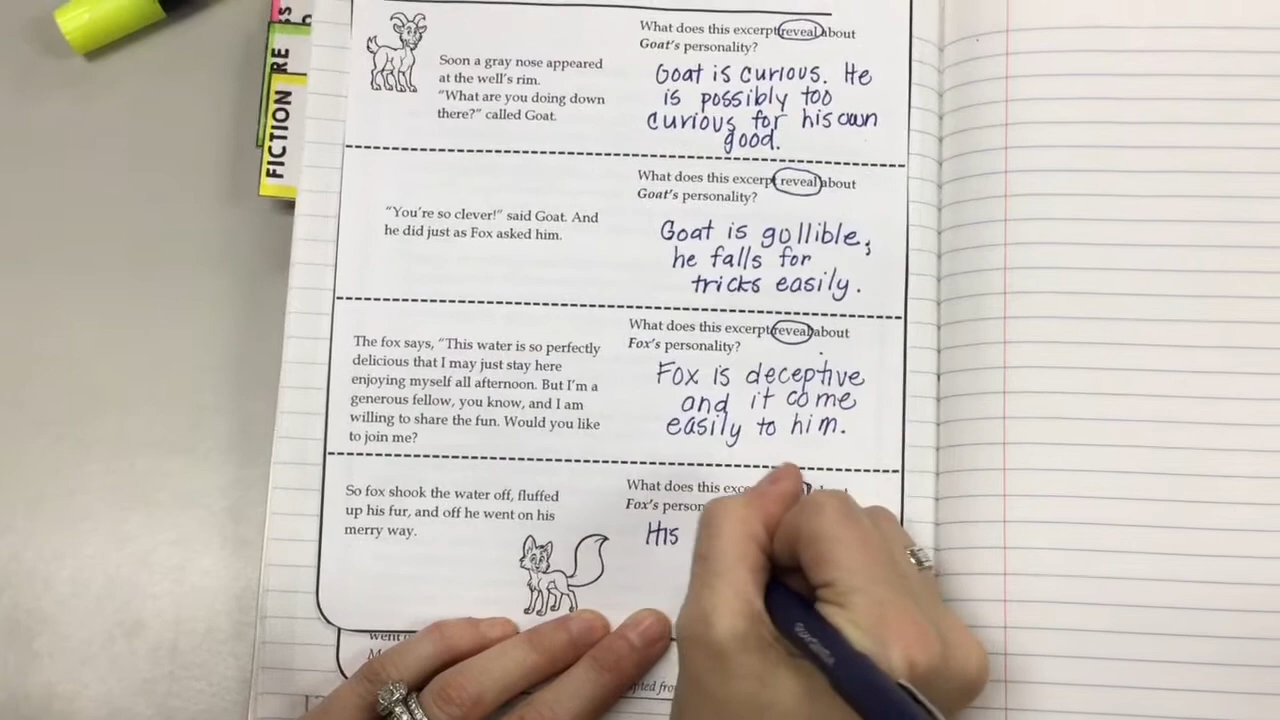 SS
RE
FICTION
Soon a gray nose appeared
at the well's rim.
"What are you doing down
there?" called Goat.
What does this excerpt reveal about
Goat's personality?
Goat is curious. He
is possibly too
curious for his own
good.
"You're so clever!" said Goat. And
he did just as Fox asked him.
What does this excerpt reveal about
Goat's personality?
Goat is gullible,
he falls for
tricks easily.
The fox says, "This water is so perfectly
delicious that I may just stay here
enjoying myself all afternoon. But I'm a
generous fellow, you know, and I am
willing to share the fun. Would you like
to join me?
What does this excerpt reveal about
Fox's personality?
Fox is deceptive
and it come
easily to him.
So fox shook the water off, fluffed
up his fur, and off he went on his
merry way.
What does this
Fox's
His
went